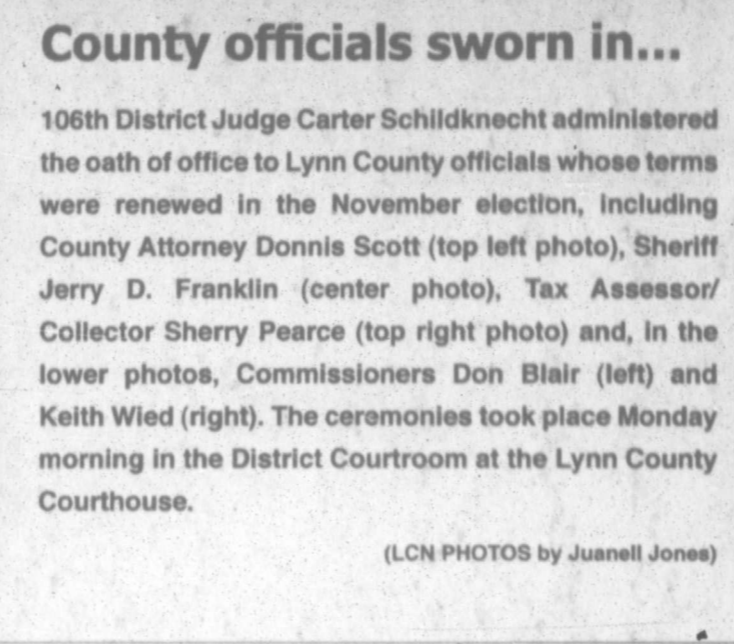 County officials sworn in...
106th District Judge Carter Schildknecht administered
the oath of office to Lynn County officials whose terms
were renewed in the November election, including
County Attorney Donnis Scott (top left photo), Sheriff
Jerry D. Franklin (center photo), Tax Assessor/
Collector Sherry Pearce (top right photo) and, in the
lower photos, Commissioners Don Blair (left) and
Keith Wied (right). The ceremonies took place Monday
morning in the District Courtroom at the Lynn County
Courthouse.
(LCN PHOTOS by Juanell Jones)